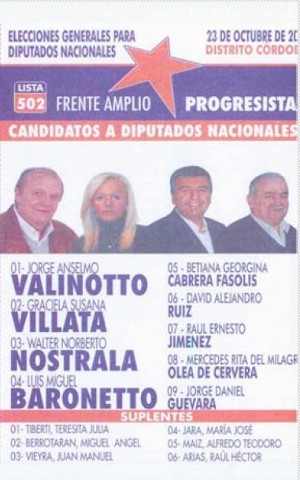 ELECCIONES GENERALES PARA
DIPUTADOS NACIONALES
23 DE OCTUBRE DE 20
DISTRITO CÓRDO
LISTA
502
FRENTE AMPLIO PROGRESISTA
CANDIDATOS A DIPUTADOS NACIONALES
01- JORGE ANSELMO
VALINOTTO
02- GRACIELA SUSANA
VILLATA
03- WALTER NORBERTO
NOSTRALA
04- LUIS MIGUEL
BARONETTO
05 - BETIANA GEORGINA
CABRERA FASOLIS
06 - DAVID ALEJANDRO
RUIZ
07 - RAUL ERNESTO
JIMENEZ
08 - MERCEDES RITA DEL MILAGR
OLEA DE CERVERA
09 - JORGE DANIEL
GUEVARA
SUPLENTES
01- TIBERTI, TERESITA JULIA
02- BERROTARAN, MIGUEL ANGEL
03- VIEYRA, JUAN MANUEL
04- JARA, MARÍA JOSÉ
05- MAIZ, ALFREDO TEODORO
06- ARIAS, RAÚL HÉCTOR